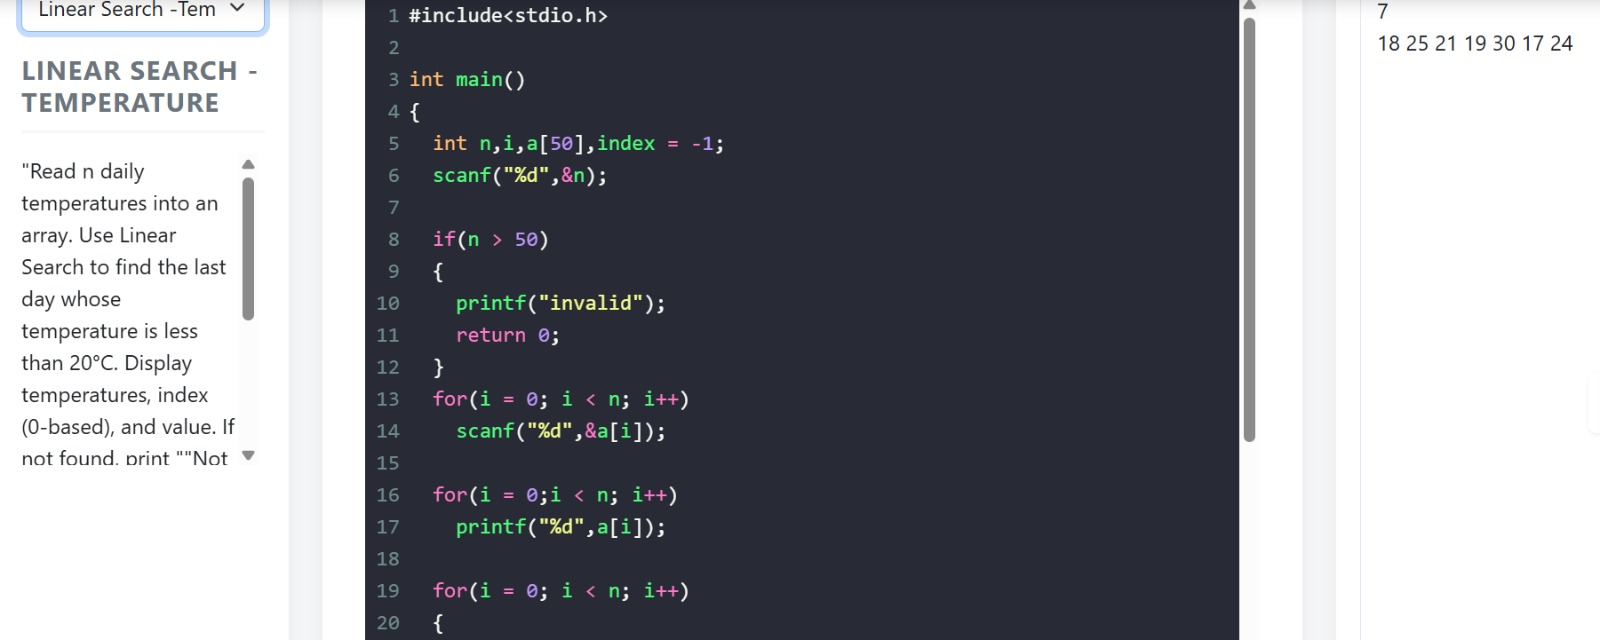 Linear Search -Tem
LINEAR SEARCH -
TEMPERATURE
"Read n daily
temperatures into an
array. Use Linear
Search to find the last
day whose
temperature is less
than 20°C. Display
temperatures, index
(0-based), and value. If
not found, print ""Not
1 #include<stdio.h>
2
3 int main()
4 {
5 int n,i,a[50],index = -1;
6 scanf("%d",&n);
7
8 if(n > 50)
9 {
10 printf("invalid");
11 return 0;
12 }
13 for(i = 0; i < n; i++)
14 scanf("%d",&a[i]);
15
16 for(i = 0;i < n; i++)
17 printf("%d",a[i]);
18
19 for(i = 0; i < n; i++)
20 {
7
18 25 21 19 30 17 24